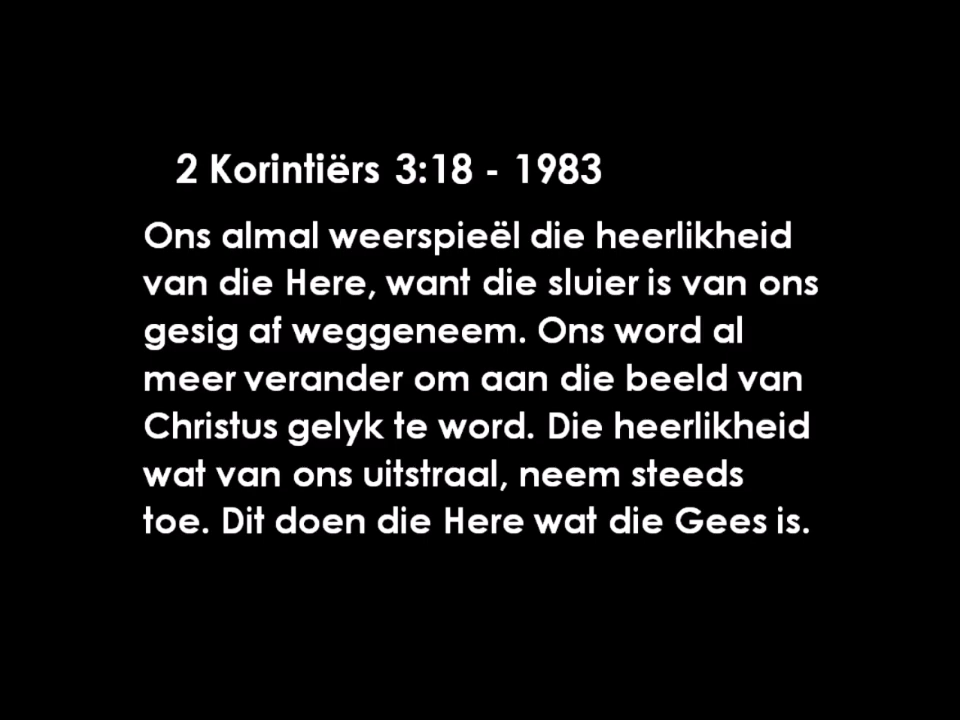 2 Korintiërs 3:18 - 1983
Ons almal weerspieël die heerlikheid
van die Here, want die sluier is van ons
gesig af weggeneem. Ons word al
meer verander om aan die beeld van
Christus gelyk te word. Die heerlikheid
wat van ons uitstraal, neem steeds
toe. Dit doen die Here wat die Gees is.